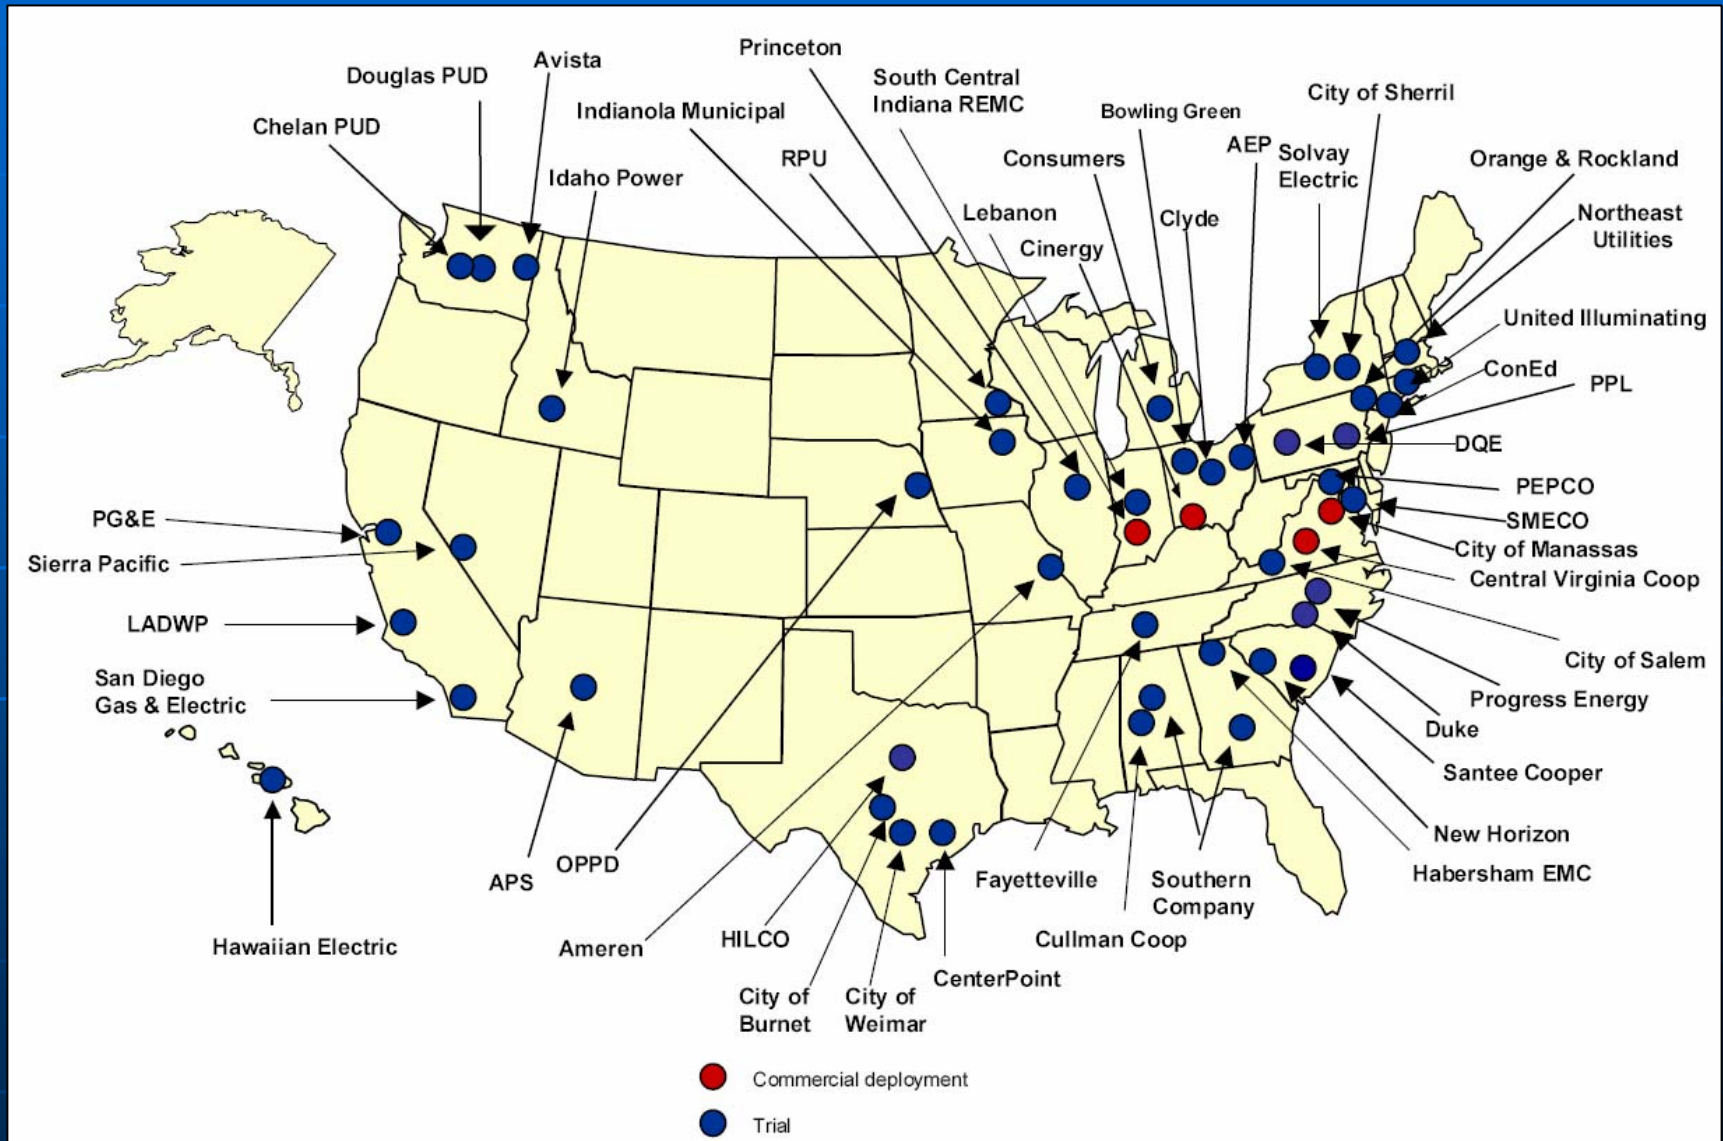 Princeton
Avista
Douglas PUD
South Central
Indiana REMC
City of Sherril
Indianola Municipal
Bowling Green
Chelan PUD
AEP
Solvay
Electric
RPU
Consumers
Orange & Rockland
Idaho Power
Lebanon
Clyde
Northeast
Utilities
Cinergy
United Illuminating
ConEd
PPL
DQE
PEPCO
PG&E
SMECO
City of Manassas
Sierra Pacific
Central Virginia Coop
LADWP
City of Salem
San Diego
Gas & Electric
Progress Energy
Duke
Santee Cooper
New Horizon
OPPD
Habersham EMC
APS
Fayetteville
Southern
Company
Hawaiian Electric
Ameren
HILCO
Cullman Coop
CenterPoint
City of
Burnet
City of
Weimar
Commercial deployment
Trial